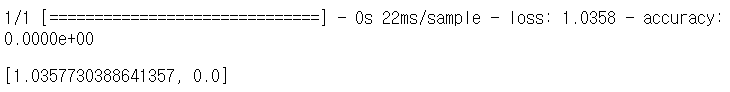 1/1 [==============================] - 0s 22ms/sample - loss: 1.0358 - accuracy:
0.0000e+00
[1.0357730388641357, 0.0]